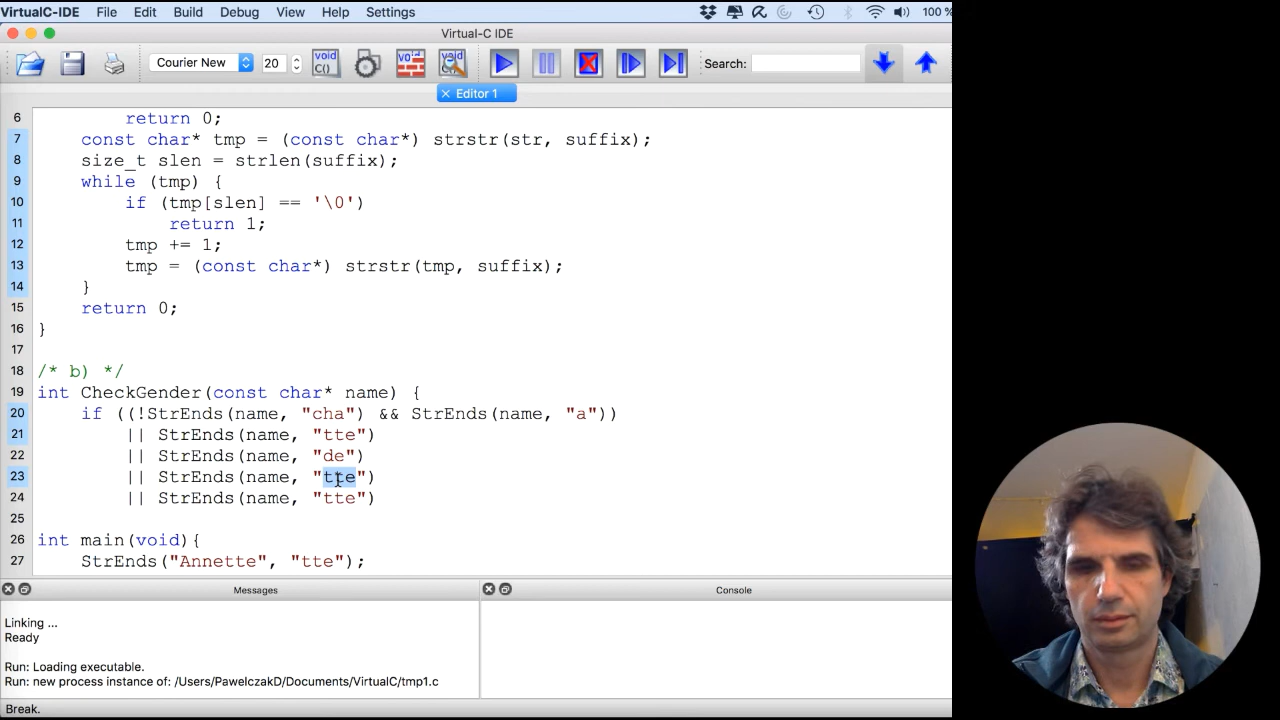 VirtualC-IDE File Edit Build Debug View Help Settings 100 %
Virtual-C IDE
Courier New 20 void C() void void C() Search:
Editor 1
6 return 0;
7 const char* tmp = (const char*) strstr(str, suffix);
8 size_t slen = strlen(suffix);
9 while (tmp) {
10 if (tmp[slen] == '\0')
11 return 1;
12 tmp += 1;
13 tmp = (const char*) strstr(tmp, suffix);
14 }
15 return 0;
16 }
17
18 /* b) */
19 int CheckGender(const char* name) {
20 if ((!StrEnds(name, "cha") && StrEnds(name, "a"))
21 || StrEnds(name, "tte")
22 || StrEnds(name, "de")
23 || StrEnds(name, "tte")
24 || StrEnds(name, "tte")
25
26 int main(void){
27 StrEnds("Annette", "tte");
Messages Console
Linking ...
Ready
Run: Loading executable.
Run: new process instance of: /Users/PawelczakD/Documents/VirtualC/tmp1.c
Break.